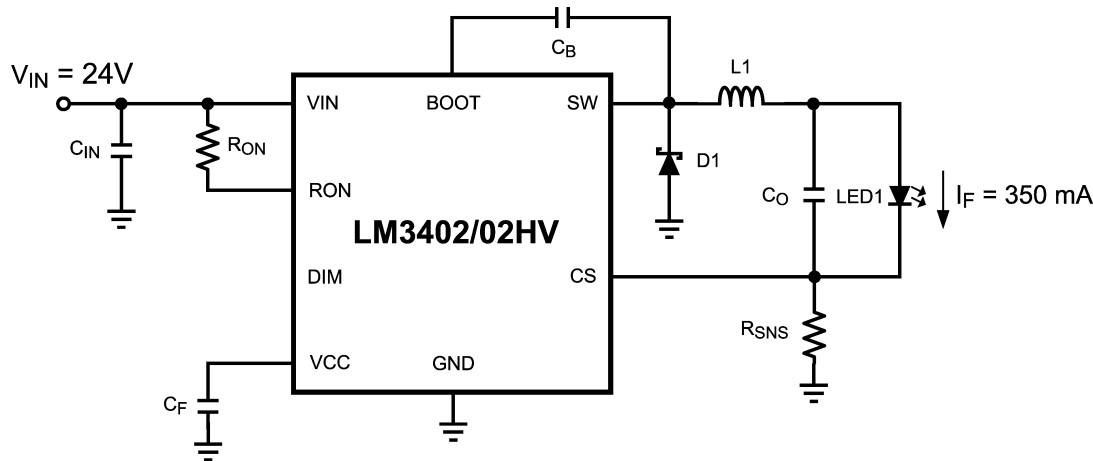 C_B
V_IN = 24V
L1
VIN
BOOT
SW
C_IN
R_ON
D1
RON
C_O
LED1
I_F = 350 mA
LM3402/02HV
DIM
CS
R_SNS
VCC
GND
C_F